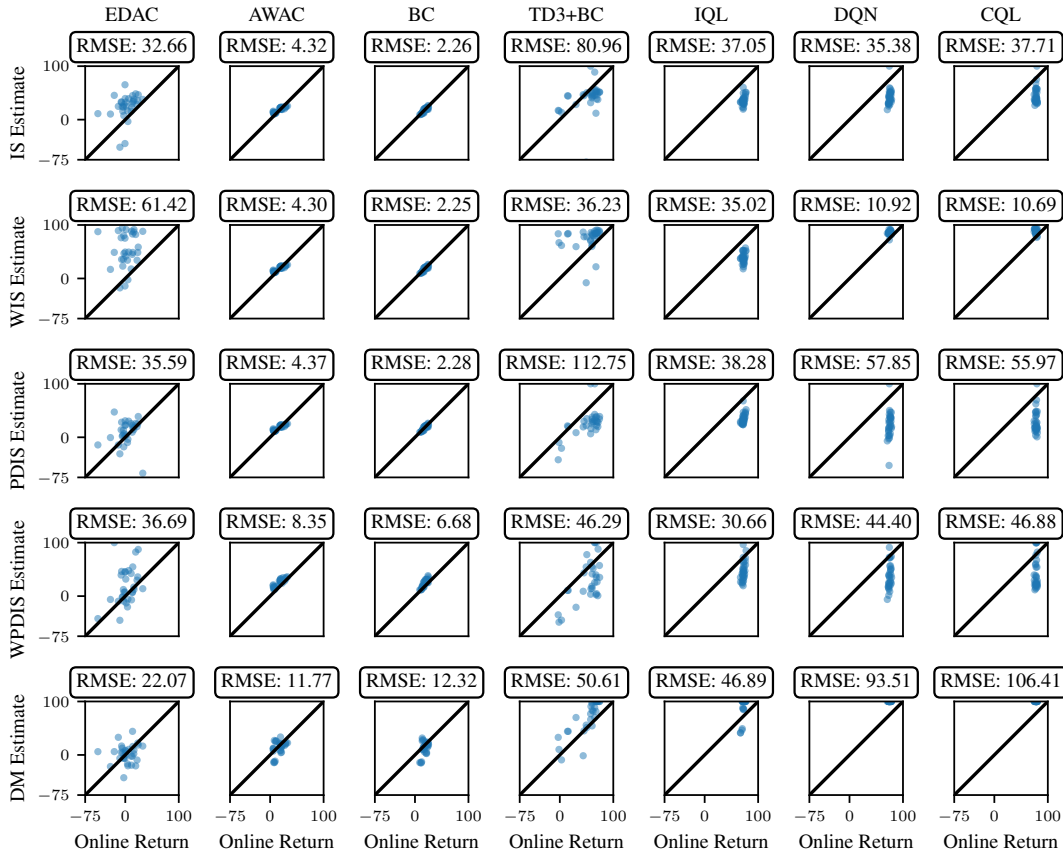 EDAC AWAC BC TD3+BC IQL DQN CQL
RMSE: 32.66 RMSE: 4.32 RMSE: 2.26 RMSE: 80.96 RMSE: 37.05 RMSE: 35.38 RMSE: 37.71
100
IS Estimate
0
−75
RMSE: 61.42 RMSE: 4.30 RMSE: 2.25 RMSE: 36.23 RMSE: 35.02 RMSE: 10.92 RMSE: 10.69
100
WIS Estimate
0
−75
RMSE: 35.59 RMSE: 4.37 RMSE: 2.28 RMSE: 112.75 RMSE: 38.28 RMSE: 57.85 RMSE: 55.97
100
PDIS Estimate
0
−75
RMSE: 36.69 RMSE: 8.35 RMSE: 6.68 RMSE: 46.29 RMSE: 30.66 RMSE: 44.40 RMSE: 46.88
100
WPDIS Estimate
0
−75
RMSE: 22.07 RMSE: 11.77 RMSE: 12.32 RMSE: 50.61 RMSE: 46.89 RMSE: 93.51 RMSE: 106.41
100
DM Estimate
0
−75
−75 0 100 −75 0 100 −75 0 100 −75 0 100 −75 0 100 −75 0 100 −75 0 100
Online Return Online Return Online Return Online Return Online Return Online Return Online Return